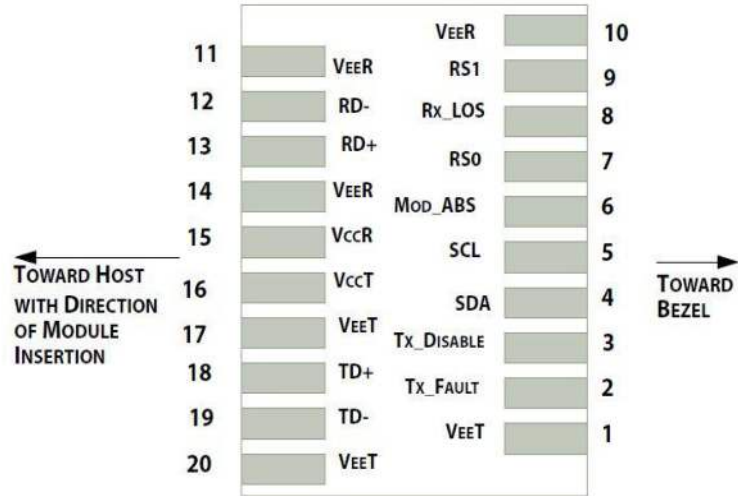 VEER 10
11 VEER RS1 9
12 RD- RX_LOS 8
13 RD+ RS0 7
14 VEER MOD_ABS 6
15 VCCR SCL 5
TOWARD HOST
WITH DIRECTION
OF MODULE
INSERTION
16 VCCT SDA 4
TOWARD
BEZEL
17 VEET TX_DISABLE 3
18 TD+ TX_FAULT 2
19 TD- VEET 1
20 VEET